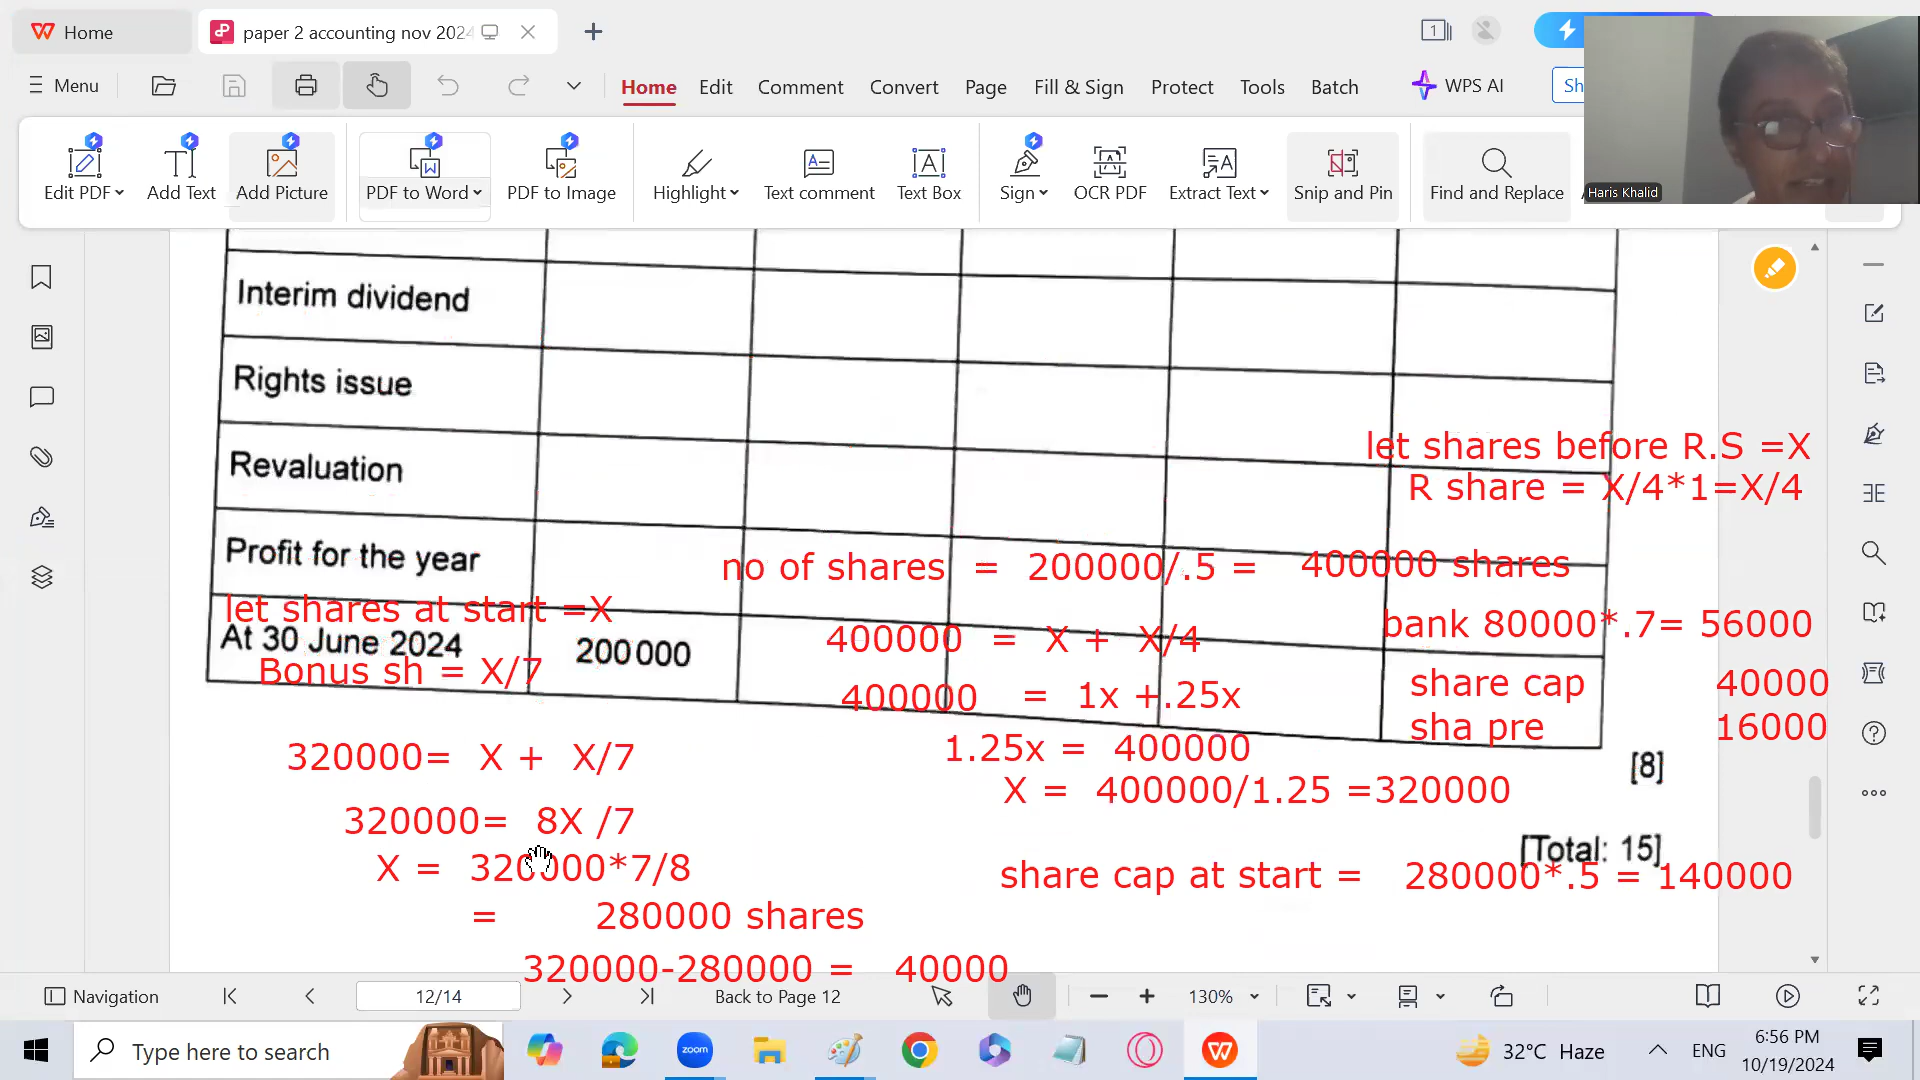 Home
paper 2 accounting nov 2024
Menu
Home Edit Comment Convert Page Fill & Sign Protect Tools Batch
WPS AI
Sh
Edit PDF
Add Text
Add Picture
PDF to Word
PDF to Image
Highlight
Text comment
Text Box
Sign
OCR PDF
Extract Text
Snip and Pin
Find and Replace
Haris Khalid
Interim dividend
Rights issue
Revaluation
Profit for the year
At 30 June 2024 200 000
let shares before R.S =X
R share = X/4*1=X/4
no of shares = 200000/.5 = 400000 shares
let shares at start =X
bank 80000*.7= 56000
400000 = X + X/4
Bonus sh = X/7
share cap 40000
400000 = 1x +.25x
sha pre 16000
320000= X + X/7
1.25x = 400000
[8]
X = 400000/1.25 =320000
320000= 8X /7
[Total: 15]
X = 320000*7/8
share cap at start = 280000*.5 = 140000
= 280000 shares
320000-280000 = 40000
Navigation
12/14
Back to Page 12
130%
Type here to search
zoom
32°C Haze
ENG
6:56 PM
10/19/2024